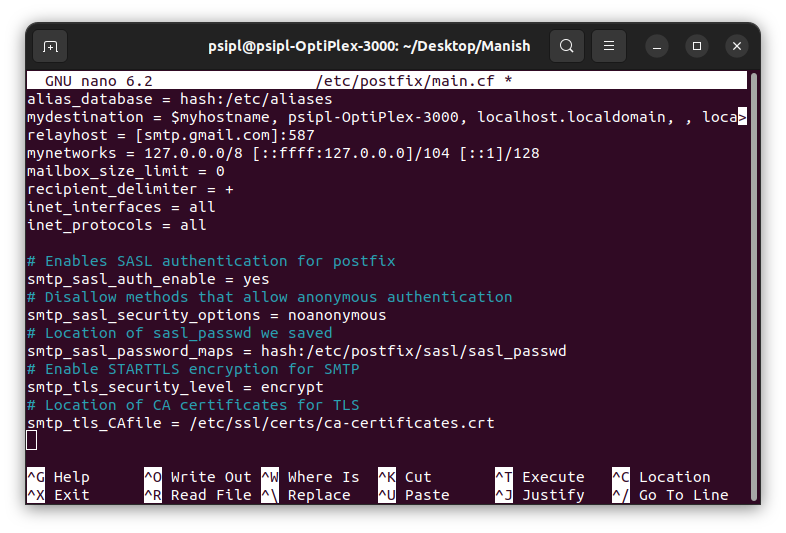 psipl@psipl-OptiPlex-3000: ~/Desktop/Manish
GNU nano 6.2 /etc/postfix/main.cf *
alias_database = hash:/etc/aliases
mydestination = $myhostname, psipl-OptiPlex-3000, localhost.localdomain, , loca>
relayhost = [smtp.gmail.com]:587
mynetworks = 127.0.0.0/8 [::ffff:127.0.0.0]/104 [::1]/128
mailbox_size_limit = 0
recipient_delimiter = +
inet_interfaces = all
inet_protocols = all
# Enables SASL authentication for postfix
smtp_sasl_auth_enable = yes
# Disallow methods that allow anonymous authentication
smtp_sasl_security_options = noanonymous
# Location of sasl_passwd we saved
smtp_sasl_password_maps = hash:/etc/postfix/sasl/sasl_passwd
# Enable STARTTLS encryption for SMTP
smtp_tls_security_level = encrypt
# Location of CA certificates for TLS
smtp_tls_CAfile = /etc/ssl/certs/ca-certificates.crt
^G Help ^O Write Out ^W Where Is ^K Cut ^T Execute ^C Location
^X Exit ^R Read File ^\ Replace ^U Paste ^J Justify ^/ Go To Line